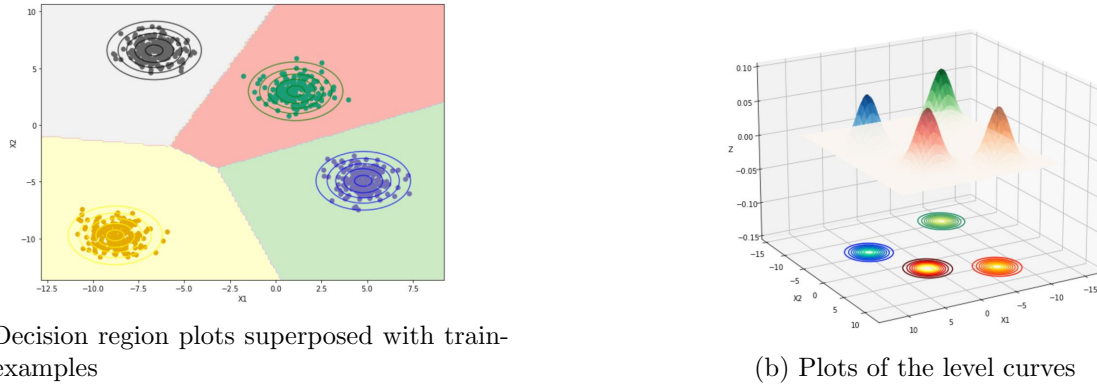 10
5
0
−5
−10
X2
−12.5 −10.0 −7.5 −5.0 −2.5 0.0 2.5 5.0 7.5
X1
Decision region plots superposed with train-
examples
0.10
0.05
0.00
−0.05
−0.10
−0.15
Z
−15
−10
−5
0
5
10
X2
10 5 0 −5 −10 −15
X1
(b) Plots of the level curves